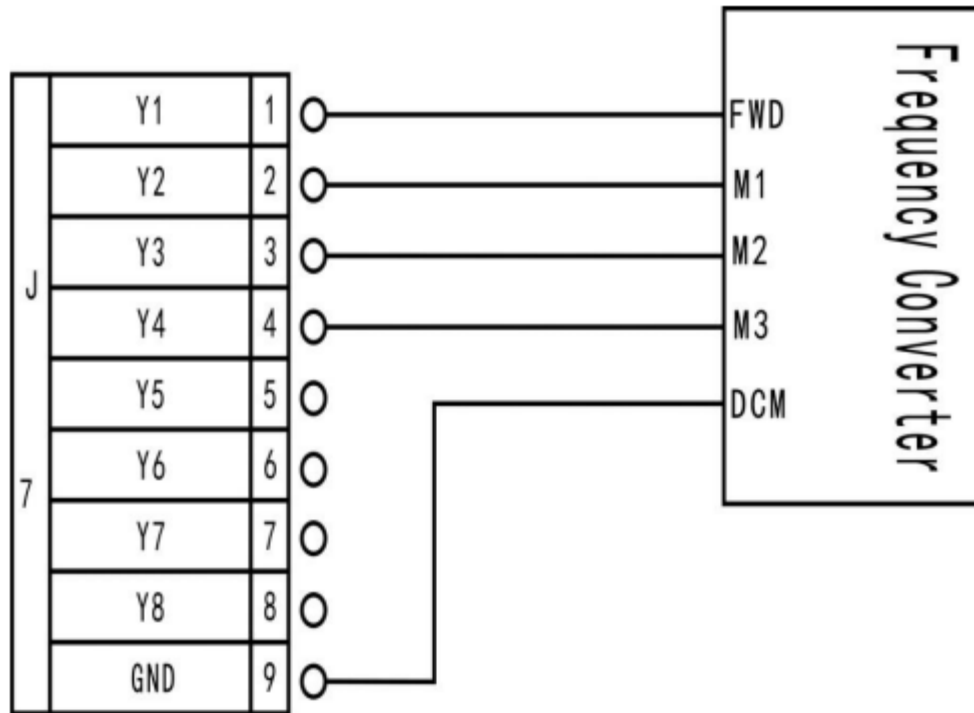 Y1 1
Y2 2
Y3 3
Y4 4
Y5 5
Y6 6
Y7 7
Y8 8
GND 9
J
7
FWD
M1
M2
M3
DCM
Frequency Converter